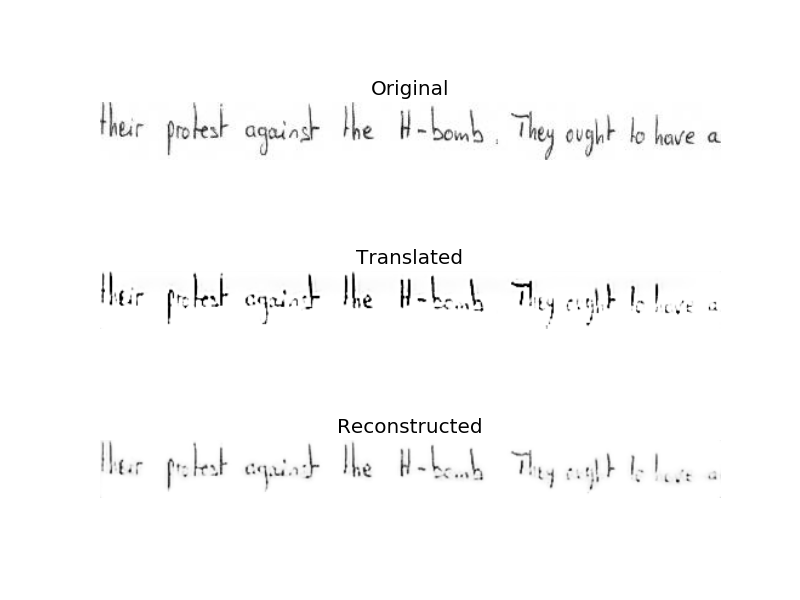 Original
their protest against the H-bomb. They ought to have a
Translated
their protest against the H-bomb They ought to have a
Reconstructed
their protest against the H-bomb They ought to have a